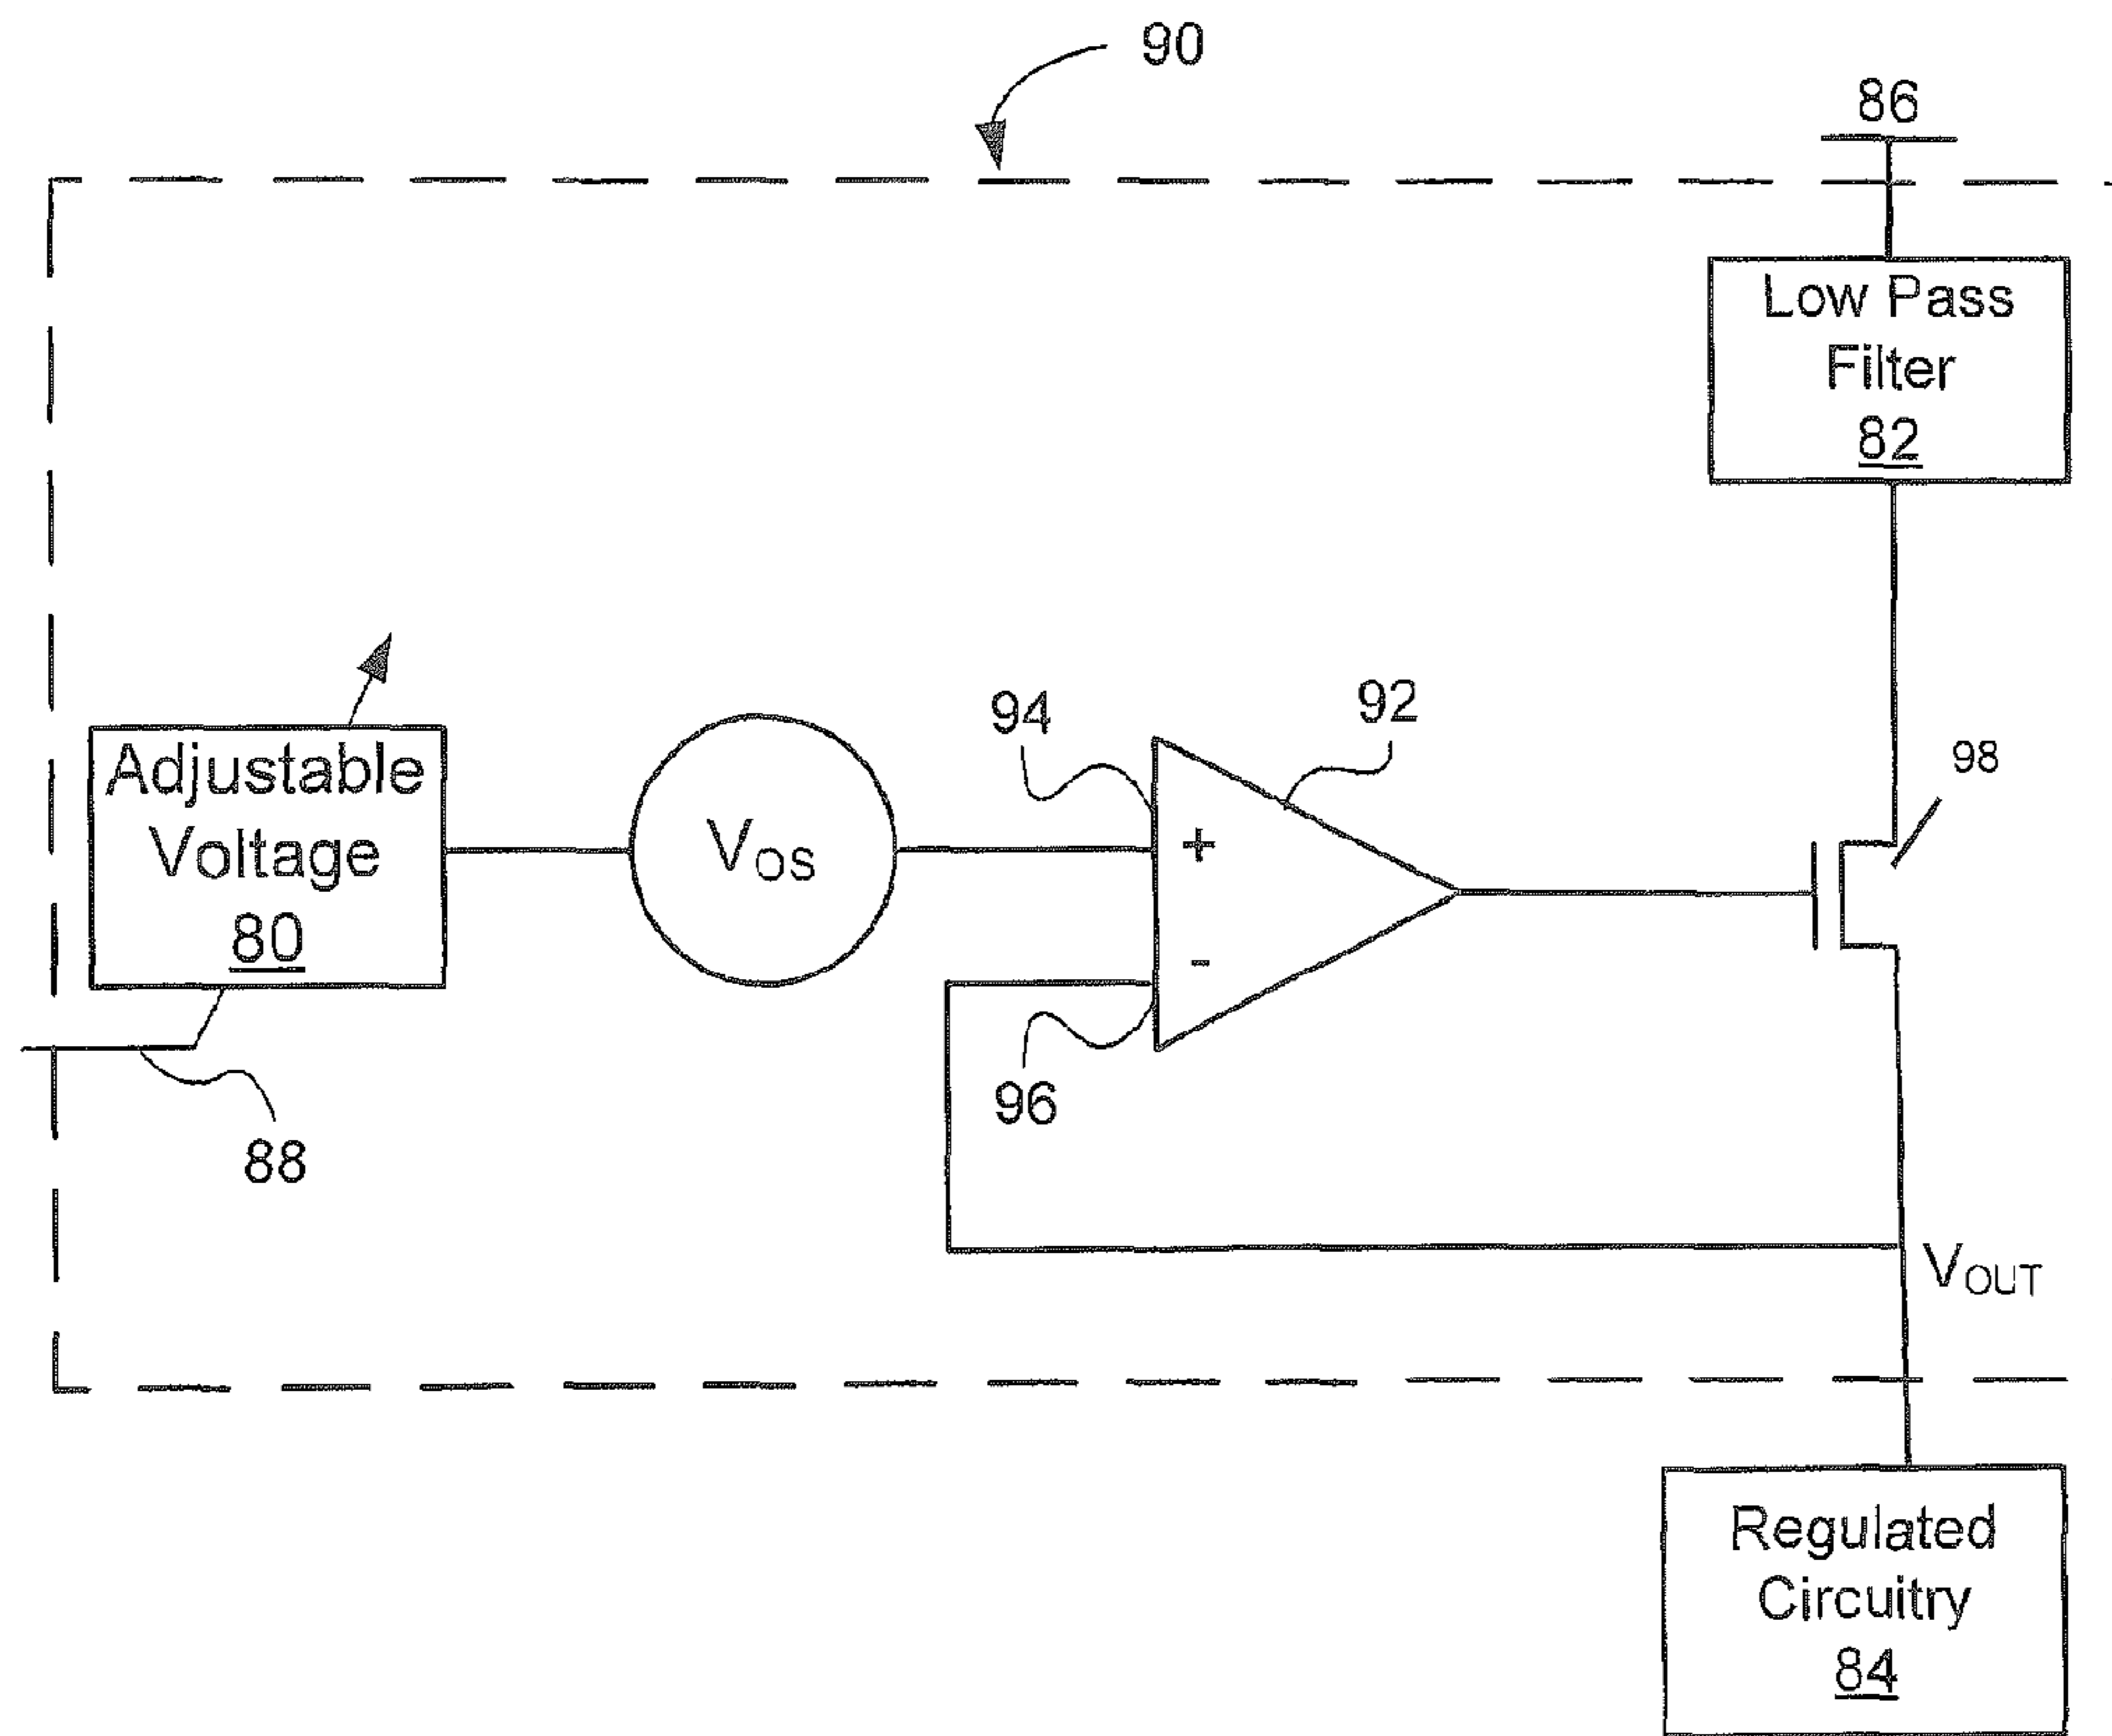 90
86
Low Pass
Filter
82
94
92
98
Adjustable
Voltage
80
VOS
+
-
96
88
VOUT
Regulated
Circuitry
84